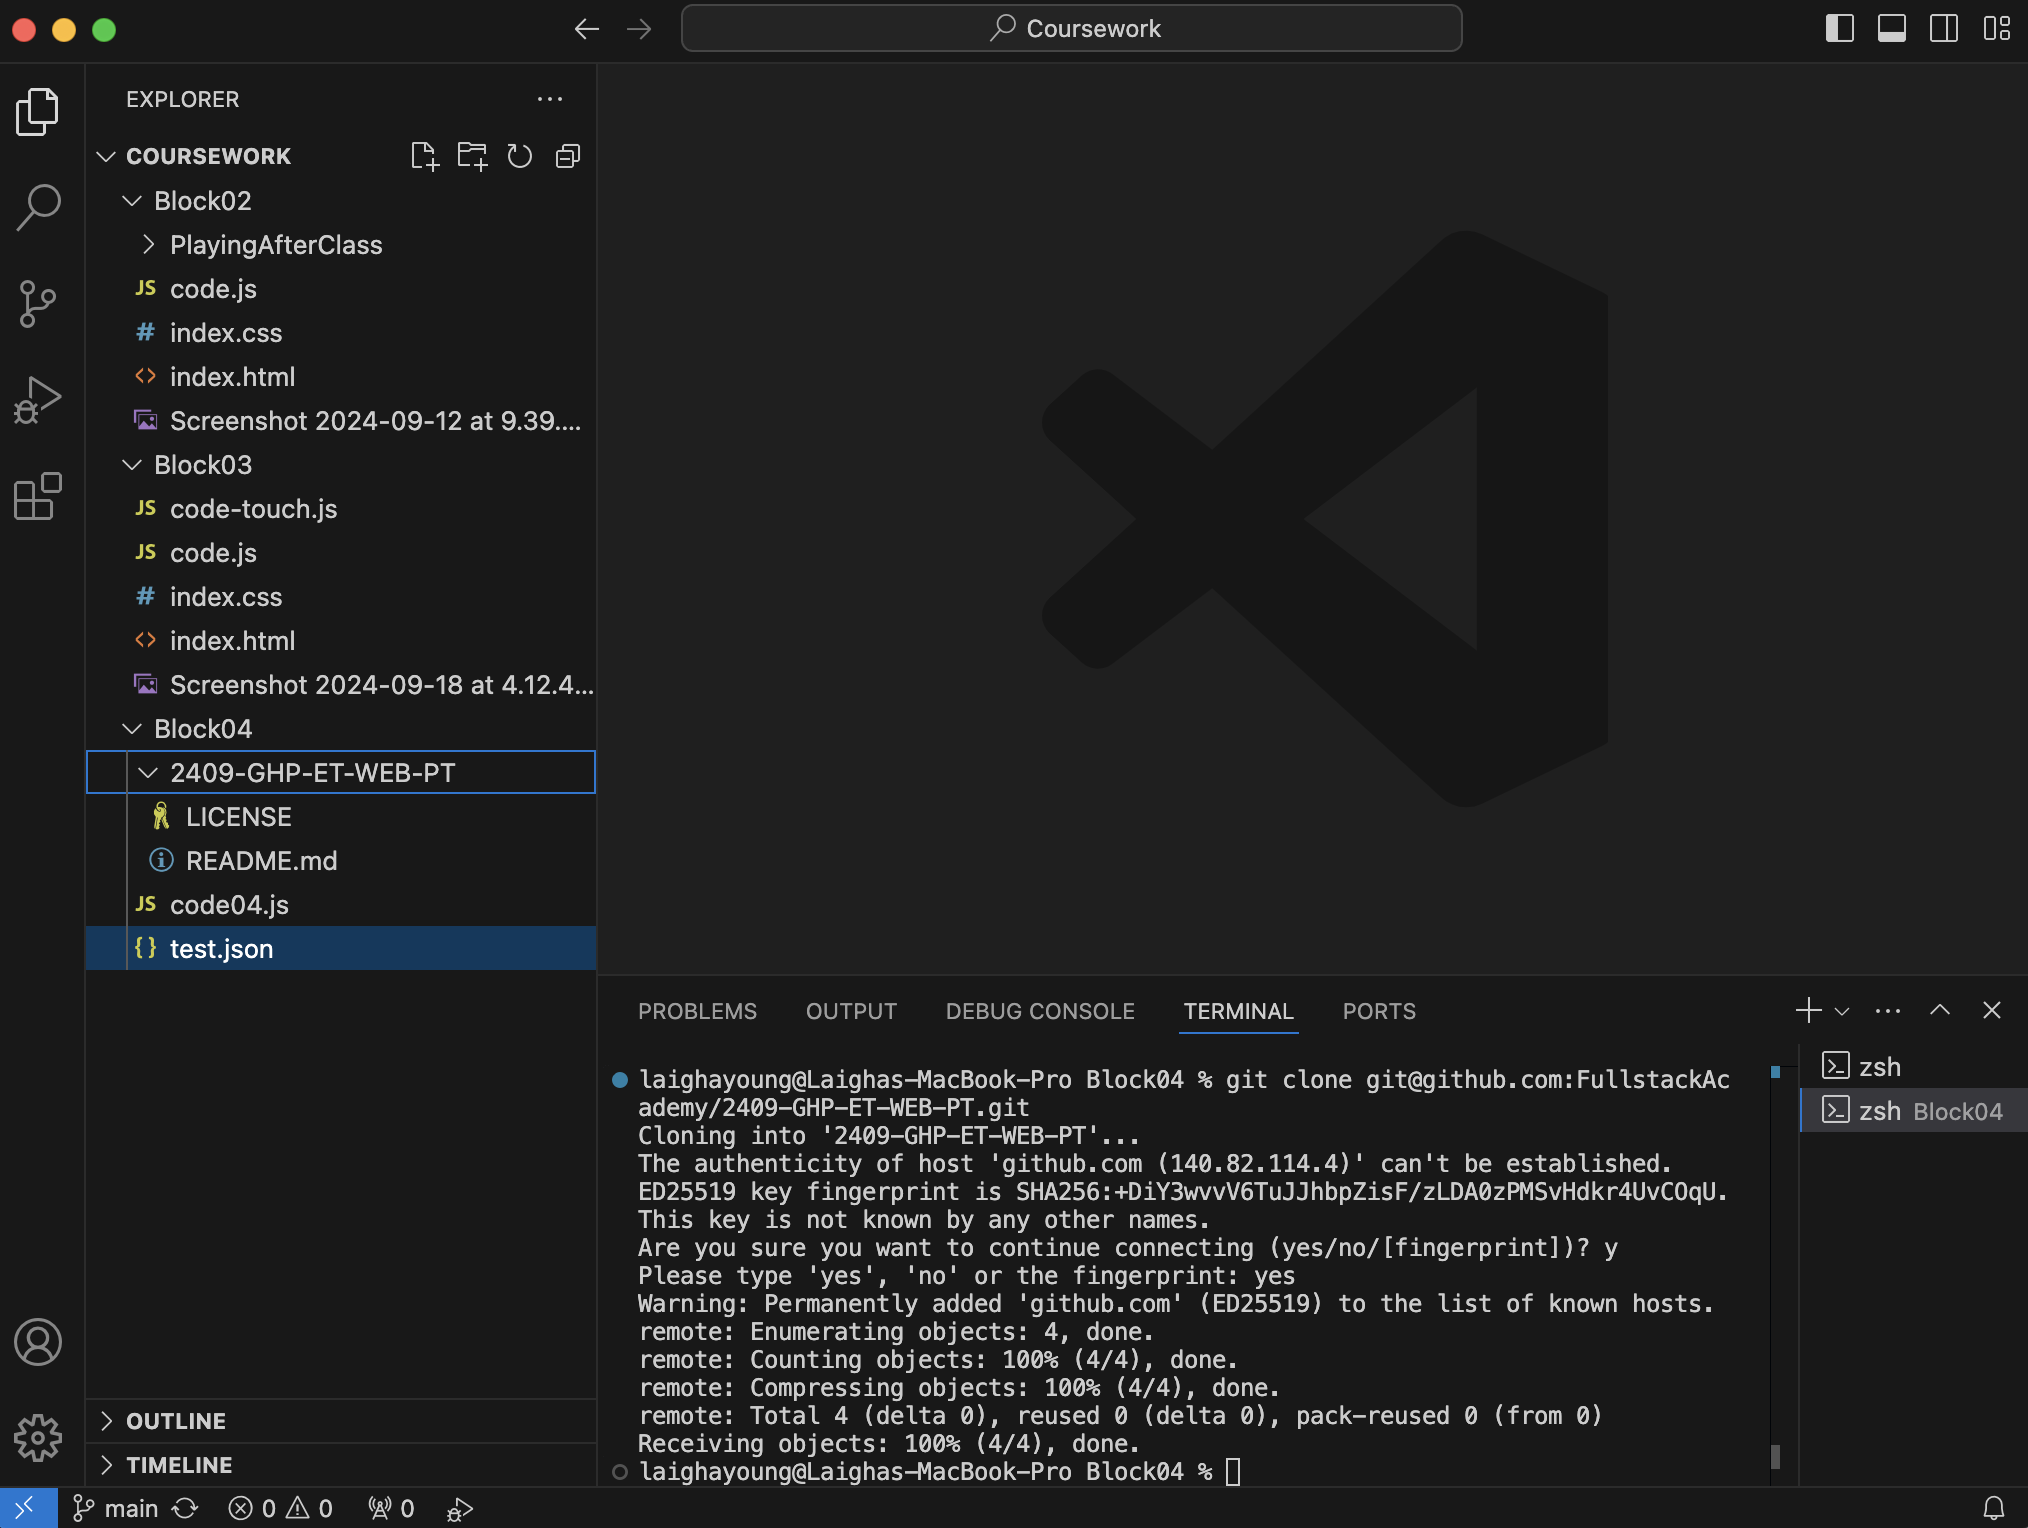 Coursework
EXPLORER
COURSEWORK
Block02
PlayingAfterClass
JS code.js
# index.css
<> index.html
Screenshot 2024-09-12 at 9.39....
Block03
JS code-touch.js
JS code.js
# index.css
<> index.html
Screenshot 2024-09-18 at 4.12.4...
Block04
2409-GHP-ET-WEB-PT
LICENSE
README.md
JS code04.js
{} test.json
OUTLINE
TIMELINE
PROBLEMS OUTPUT DEBUG CONSOLE TERMINAL PORTS
laighayoung@Laighas-MacBook-Pro Block04 % git clone git@github.com:FullstackAc
ademy/2409-GHP-ET-WEB-PT.git
Cloning into '2409-GHP-ET-WEB-PT'...
The authenticity of host 'github.com (140.82.114.4)' can't be established.
ED25519 key fingerprint is SHA256:+DiY3wvvV6TuJJhbpZisF/zLDA0zPMSvHdkr4UvCOqU.
This key is not known by any other names.
Are you sure you want to continue connecting (yes/no/[fingerprint])? y
Please type 'yes', 'no' or the fingerprint: yes
Warning: Permanently added 'github.com' (ED25519) to the list of known hosts.
remote: Enumerating objects: 4, done.
remote: Counting objects: 100% (4/4), done.
remote: Compressing objects: 100% (4/4), done.
remote: Total 4 (delta 0), reused 0 (delta 0), pack-reused 0 (from 0)
Receiving objects: 100% (4/4), done.
laighayoung@Laighas-MacBook-Pro Block04 %
zsh
zsh Block04
main 0 0 0